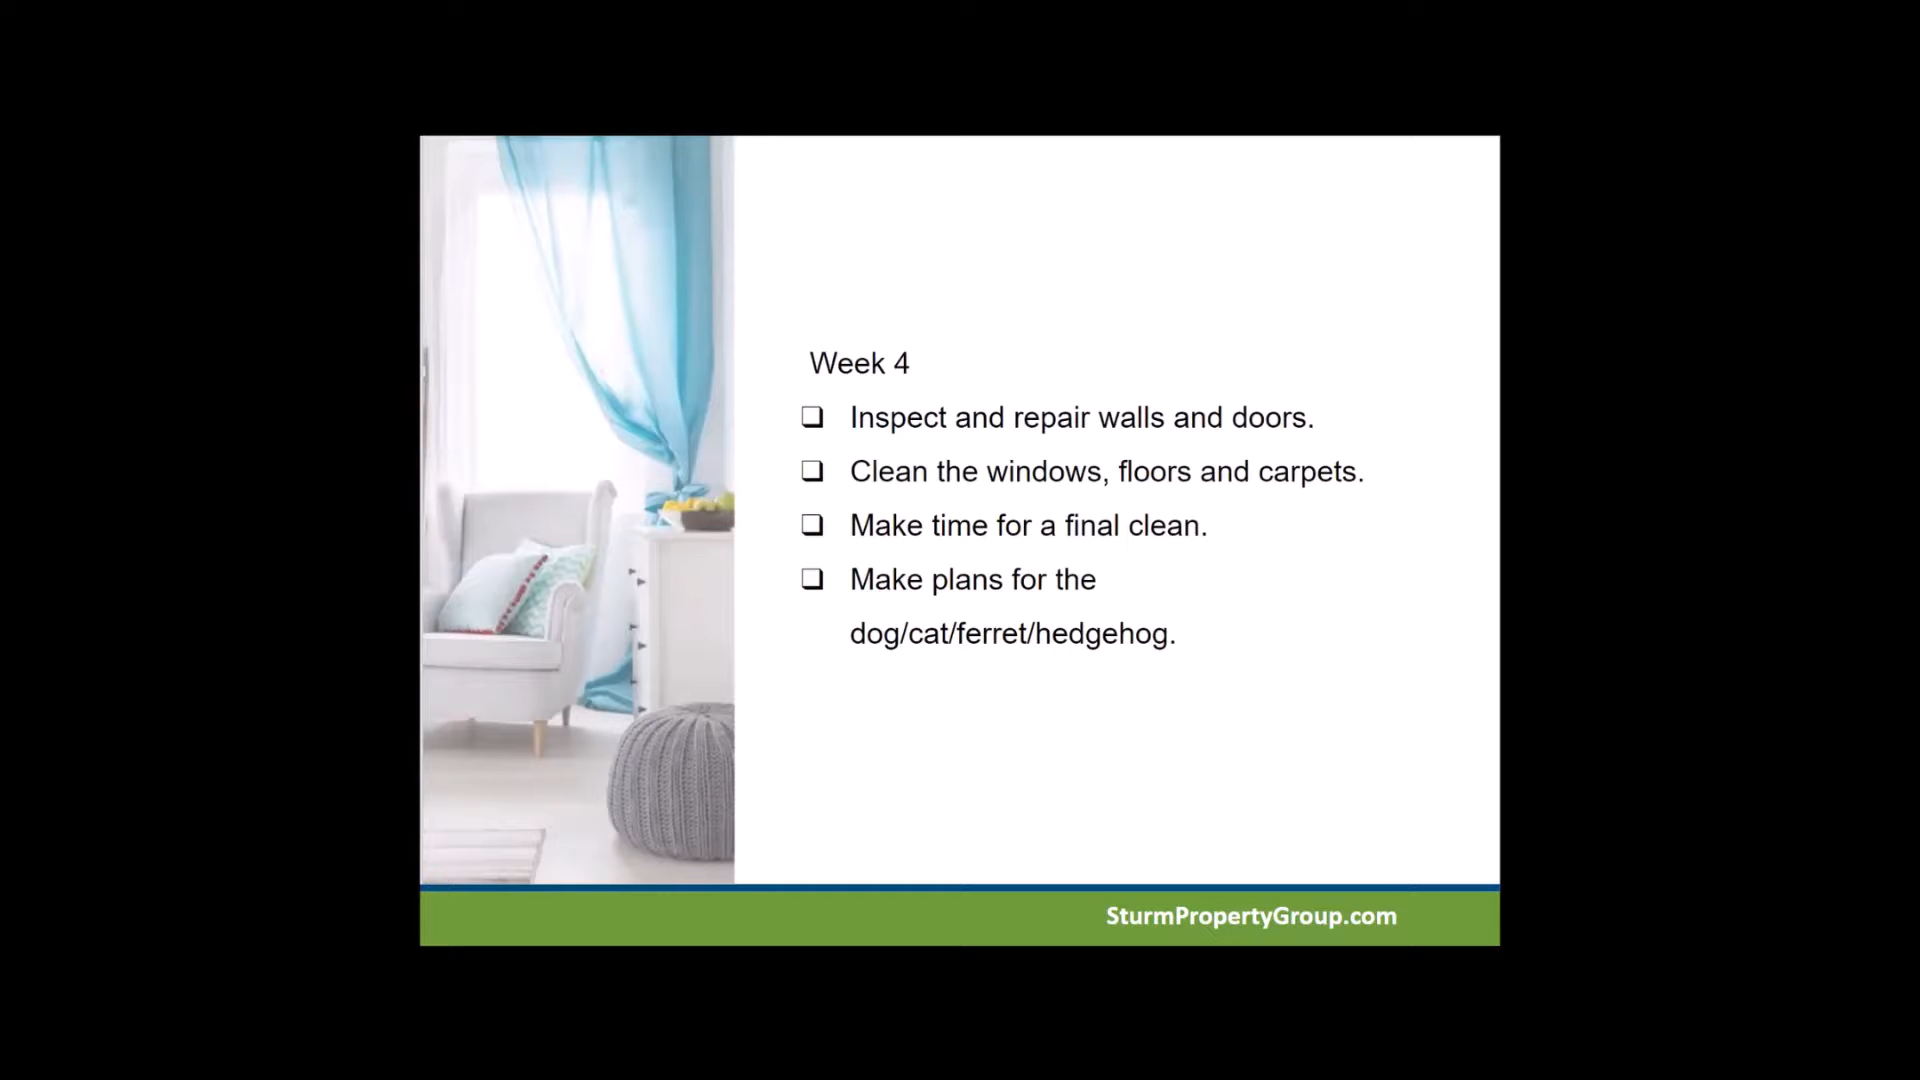 Week 4
❑ Inspect and repair walls and doors.
❑ Clean the windows, floors and carpets.
❑ Make time for a final clean.
❑ Make plans for the
dog/cat/ferret/hedgehog.
SturmPropertyGroup.com